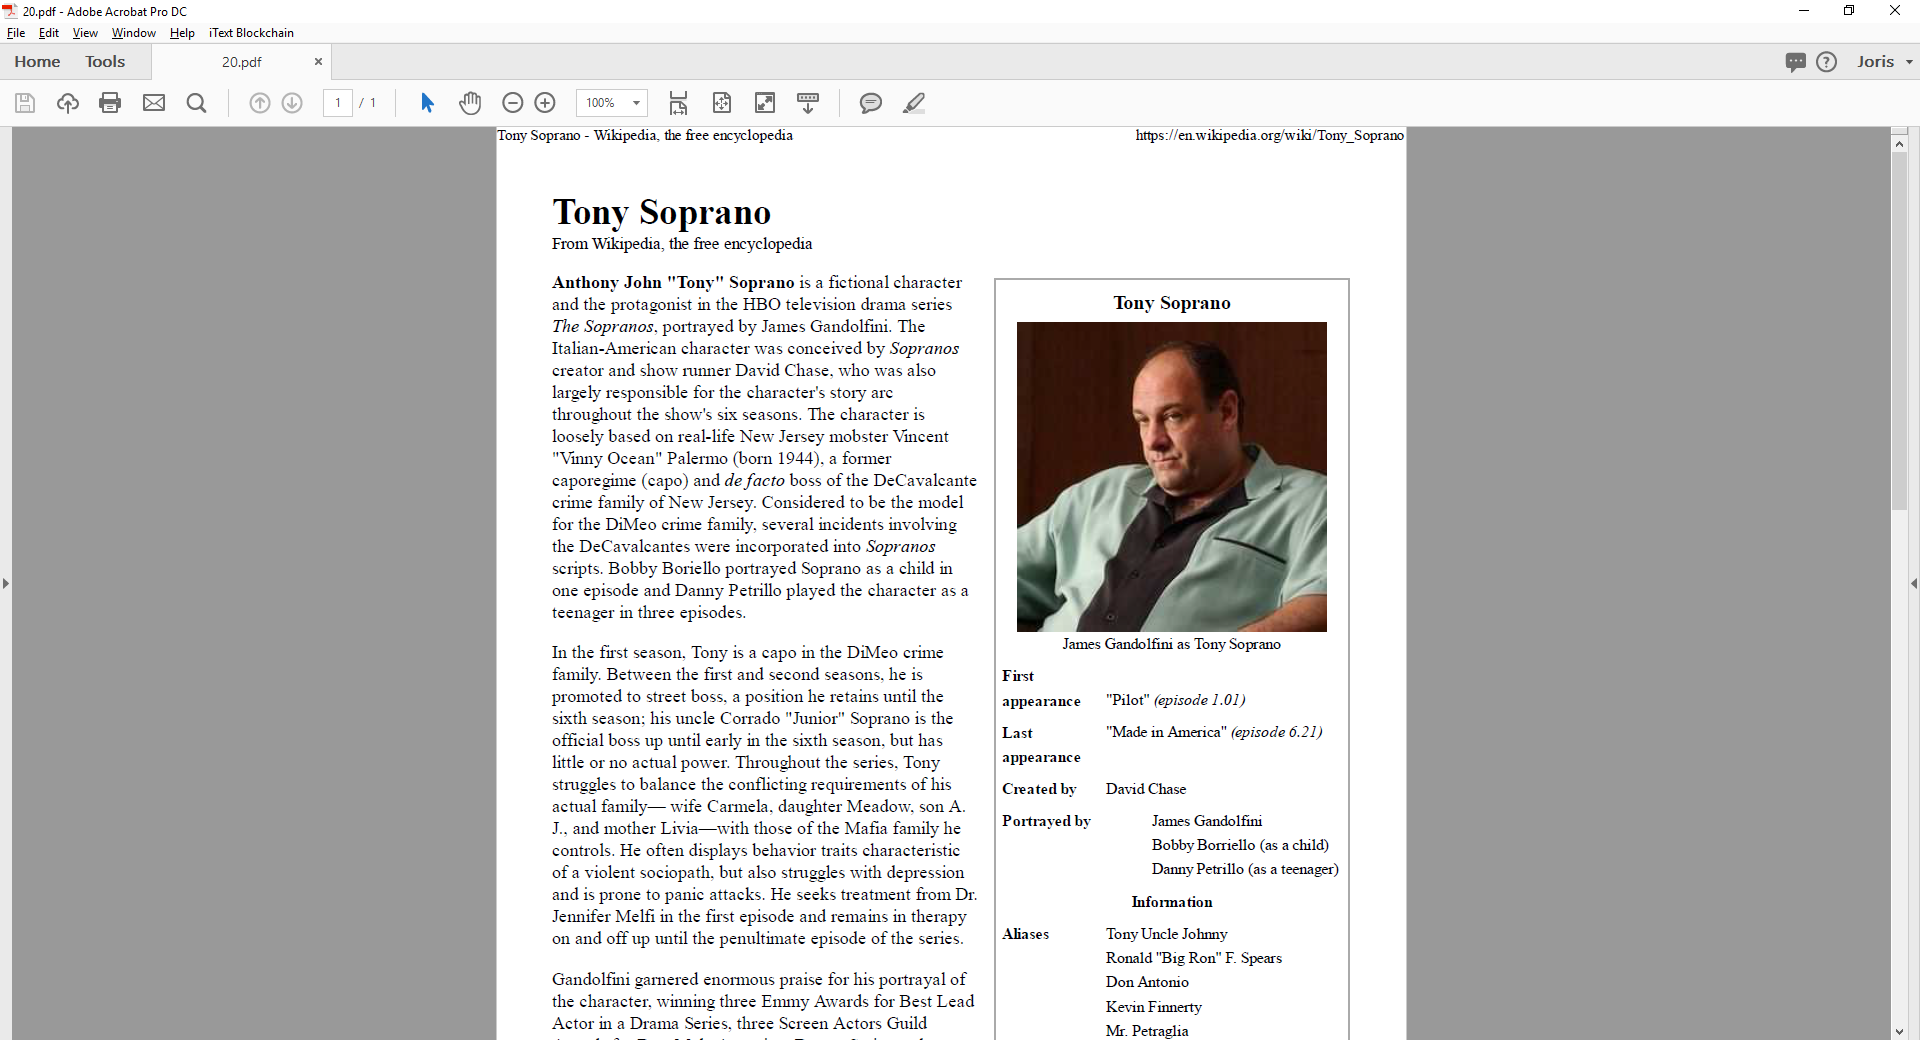 20.pdf - Adobe Acrobat Pro DC
File Edit View Window Help iText Blockchain
Home Tools 20.pdf Joris
1 / 1 100%
Tony Soprano - Wikipedia, the free encyclopedia https://en.wikipedia.org/wiki/Tony_Soprano
Tony Soprano
From Wikipedia, the free encyclopedia
Anthony John "Tony" Soprano is a fictional character
and the protagonist in the HBO television drama series
The Sopranos, portrayed by James Gandolfini. The
Italian-American character was conceived by Sopranos
creator and show runner David Chase, who was also
largely responsible for the character's story arc
throughout the show's six seasons. The character is
loosely based on real-life New Jersey mobster Vincent
"Vinny Ocean" Palermo (born 1944), a former
caporegime (capo) and de facto boss of the DeCavalcante
crime family of New Jersey. Considered to be the model
for the DiMeo crime family, several incidents involving
the DeCavalcantes were incorporated into Sopranos
scripts. Bobby Boriello portrayed Soprano as a child in
one episode and Danny Petrillo played the character as a
teenager in three episodes.
In the first season, Tony is a capo in the DiMeo crime
family. Between the first and second seasons, he is
promoted to street boss, a position he retains until the
sixth season; his uncle Corrado "Junior" Soprano is the
official boss up until early in the sixth season, but has
little or no actual power. Throughout the series, Tony
struggles to balance the conflicting requirements of his
actual family— wife Carmela, daughter Meadow, son A.
J., and mother Livia—with those of the Mafia family he
controls. He often displays behavior traits characteristic
of a violent sociopath, but also struggles with depression
and is prone to panic attacks. He seeks treatment from Dr.
Jennifer Melfi in the first episode and remains in therapy
on and off up until the penultimate episode of the series.
Gandolfini garnered enormous praise for his portrayal of
the character, winning three Emmy Awards for Best Lead
Actor in a Drama Series, three Screen Actors Guild
Tony Soprano
James Gandolfini as Tony Soprano
First
appearance "Pilot" (episode 1.01)
Last "Made in America" (episode 6.21)
appearance
Created by David Chase
Portrayed by James Gandolfini
Bobby Borriello (as a child)
Danny Petrillo (as a teenager)
Information
Aliases Tony Uncle Johnny
Ronald "Big Ron" F. Spears
Don Antonio
Kevin Finnerty
Mr. Petraglia